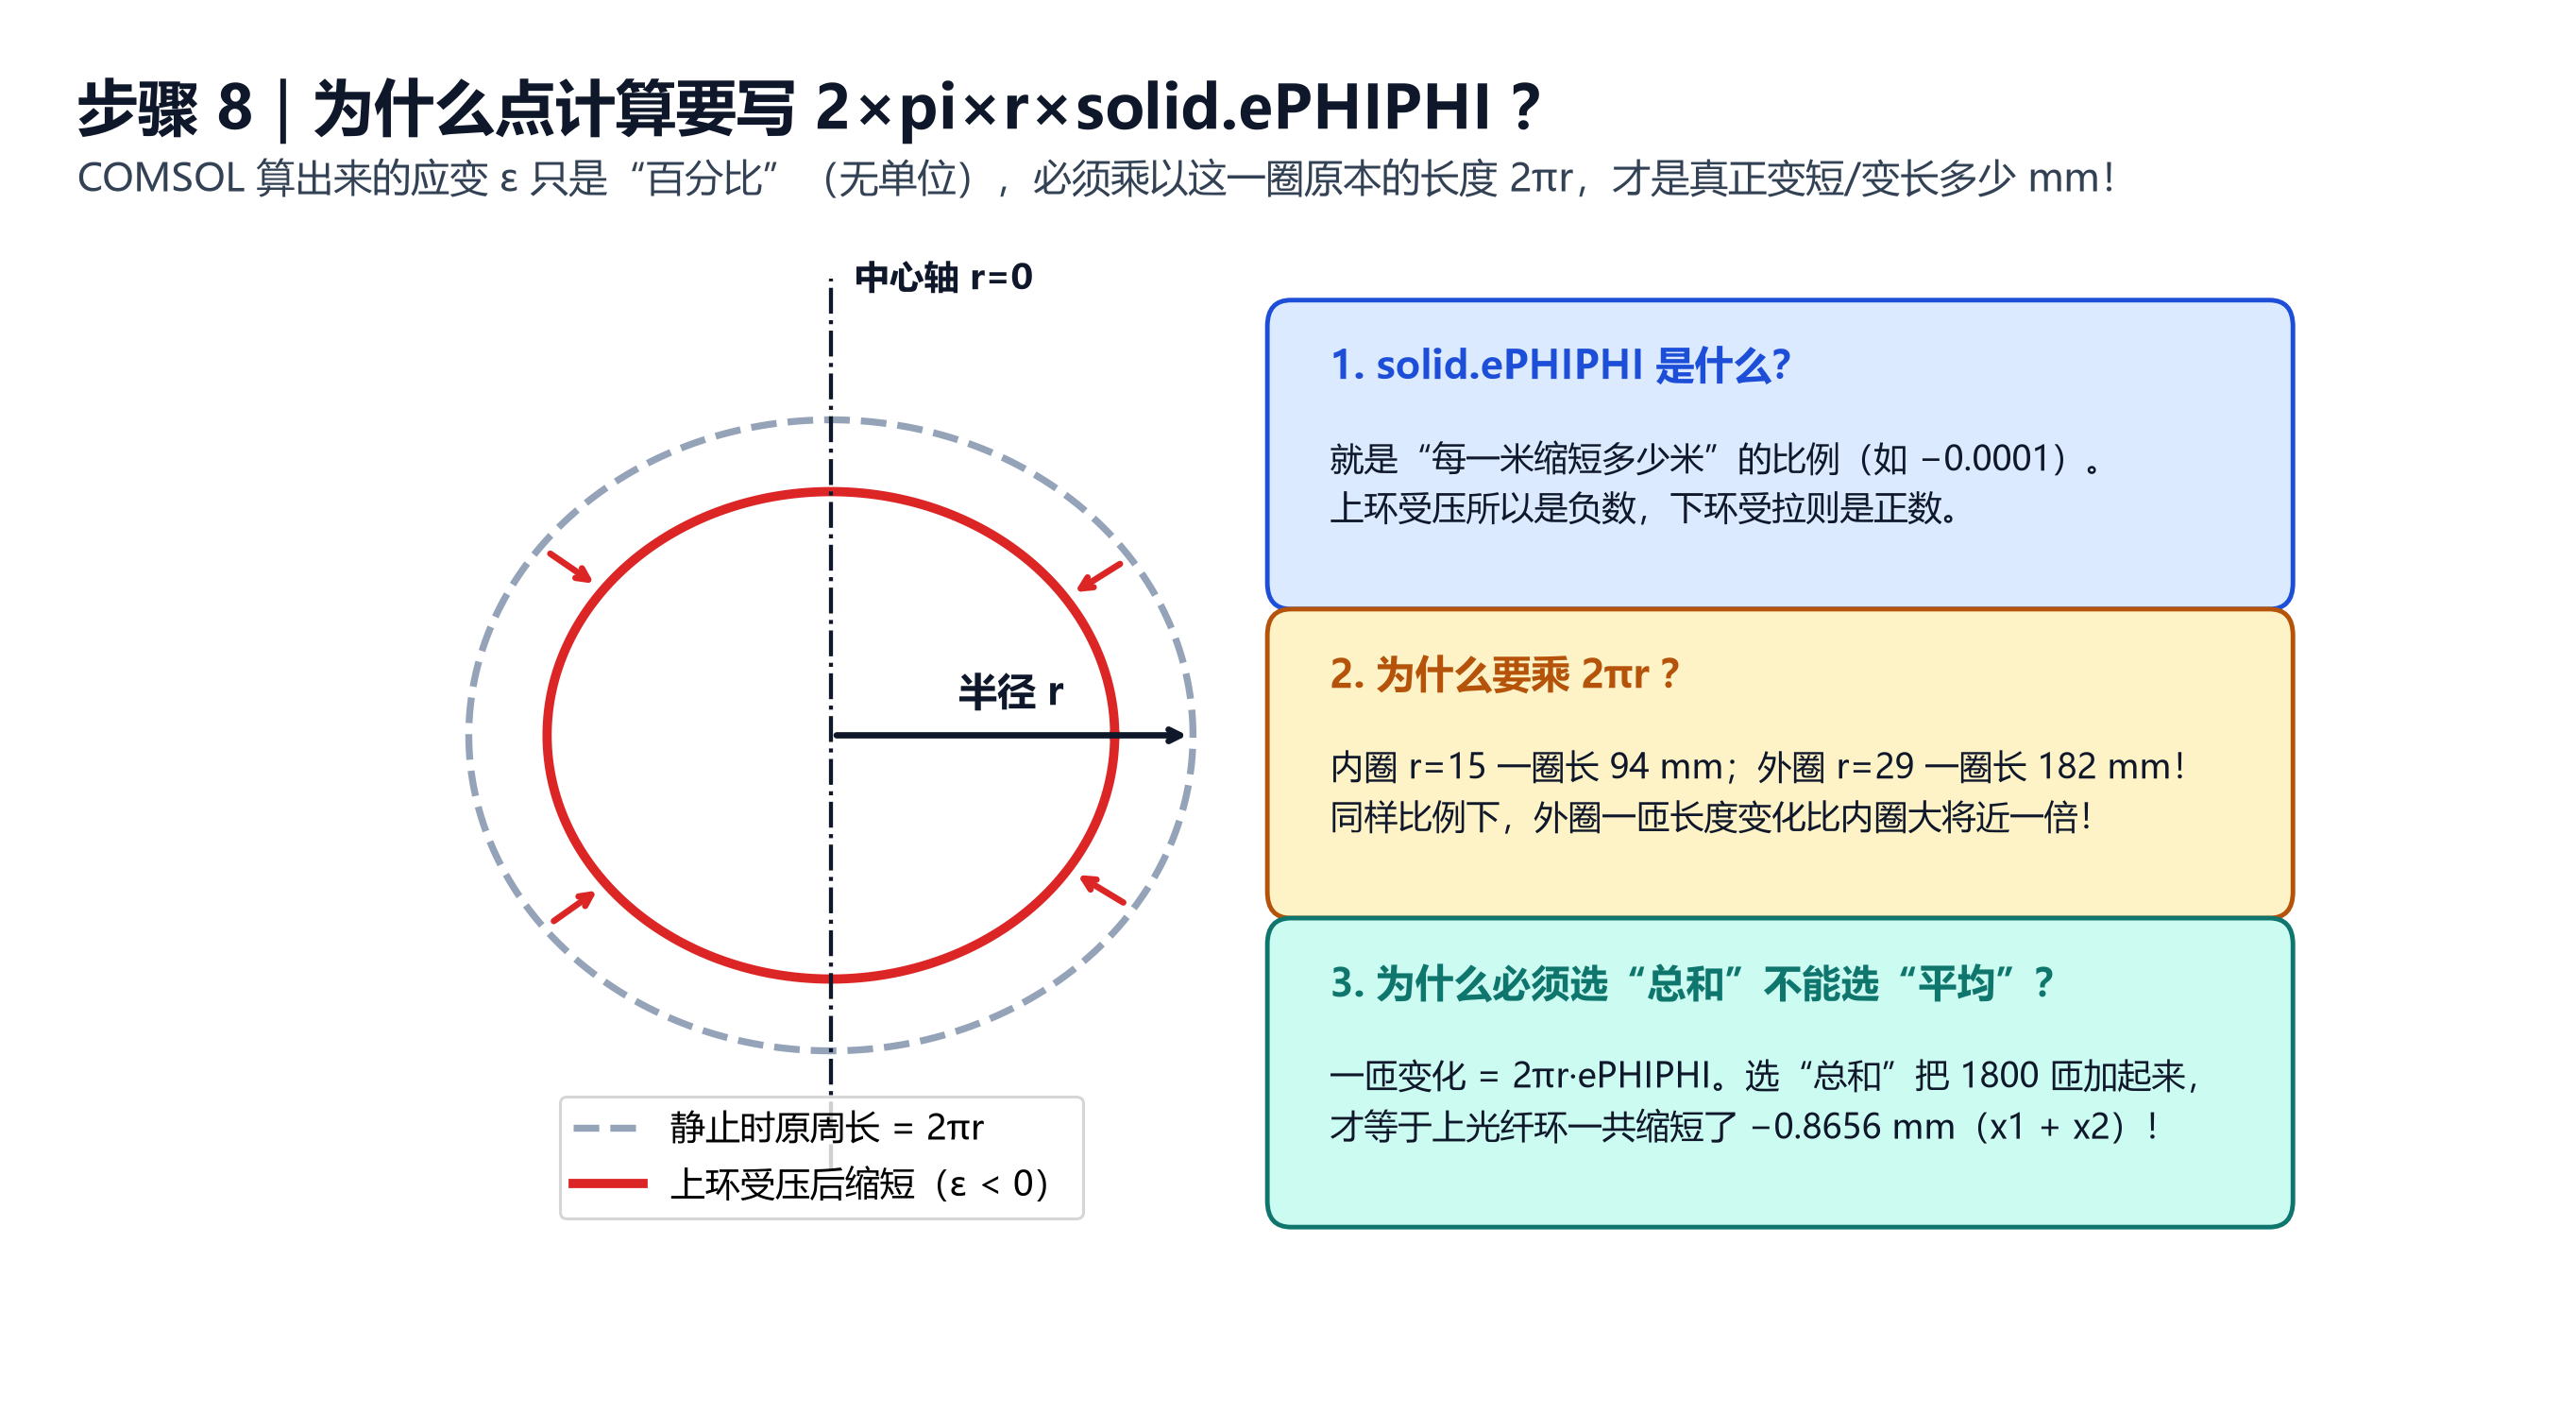 步骤 8｜为什么点计算要写 2×pi×r×solid.ePHIPHI？
COMSOL 算出来的应变 ε 只是“百分比”（无单位），必须乘以这一圈原本的长度 2πr，才是真正变短/变长多少 mm！
中心轴 r=0
半径 r
静止时原周长 = 2πr
上环受压后缩短（ε < 0）
1. solid.ePHIPHI 是什么？
就是“每一米缩短多少米”的比例（如 −0.0001）。
上环受压所以是负数，下环受拉则是正数。
2. 为什么要乘 2πr？
内圈 r=15 一圈长 94 mm；外圈 r=29 一圈长 182 mm！
同样比例下，外圈一匝长度变化比内圈大将近一倍！
3. 为什么必须选“总和”不能选“平均”？
一匝变化 = 2πr·ePHIPHI。选“总和”把 1800 匝加起来，
才等于上光纤环一共缩短了 −0.8656 mm（x1 + x2）！